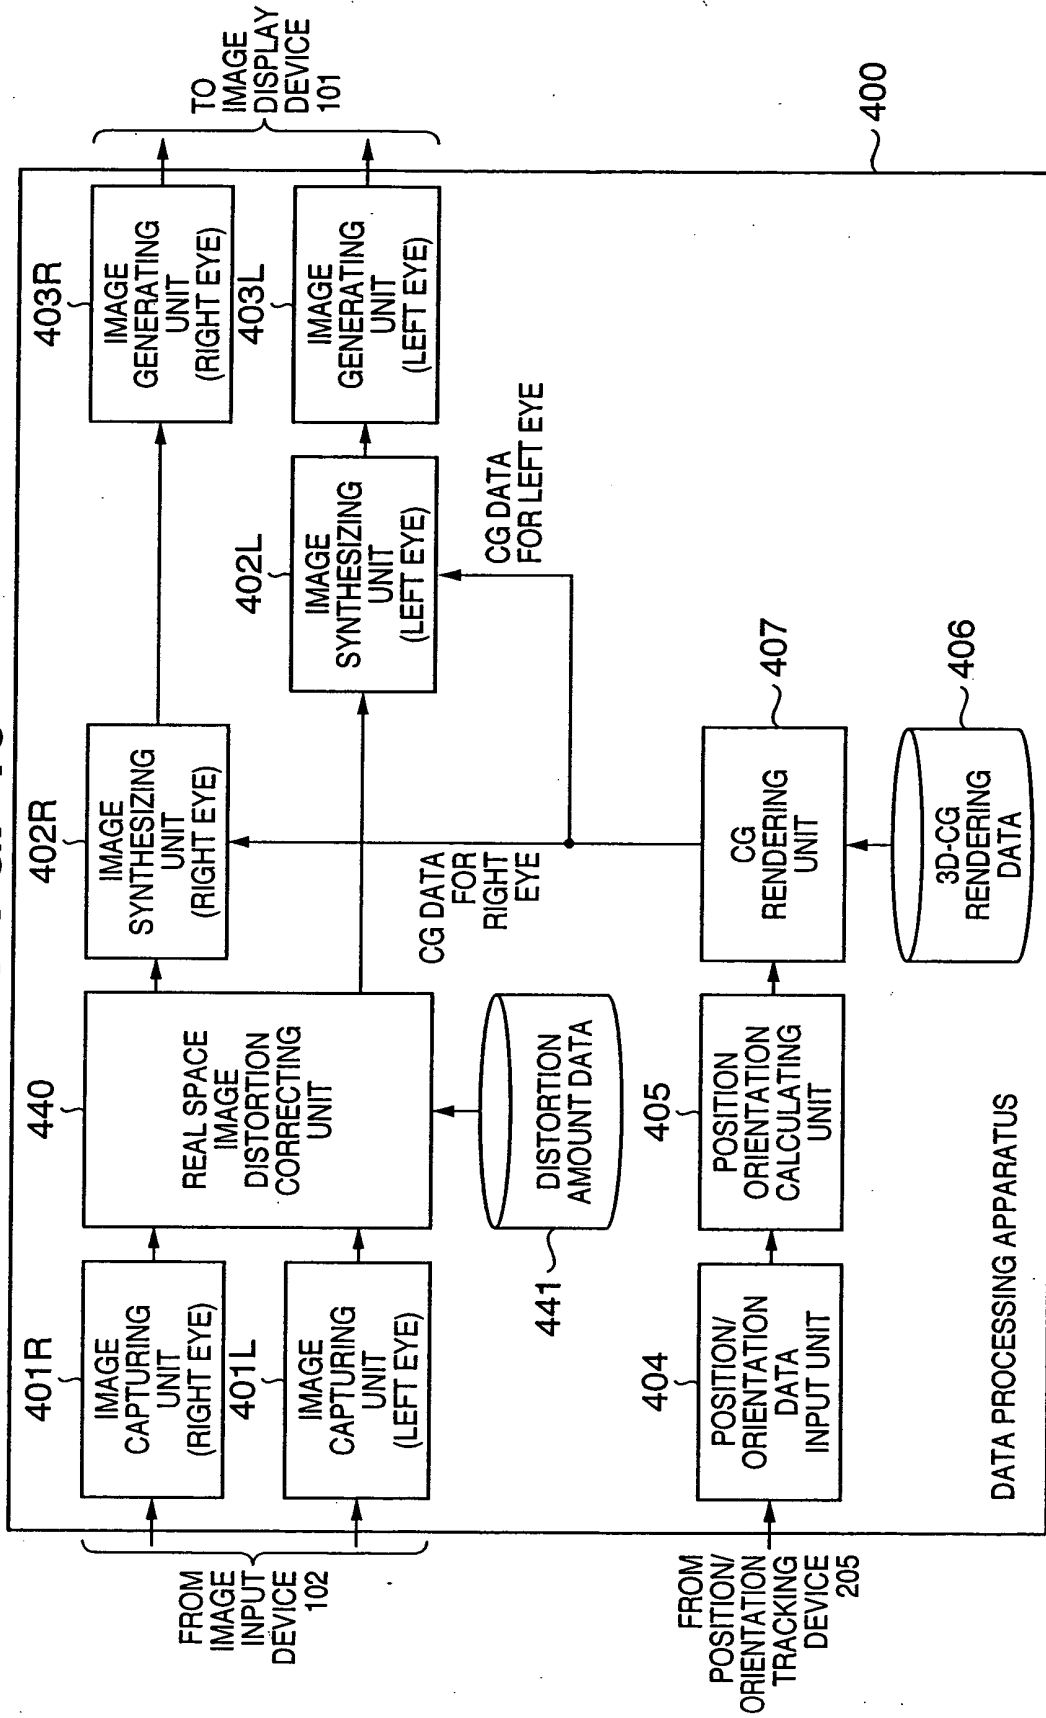 TO
IMAGE
DISPLAY
DEVICE
101
403R
IMAGE
GENERATING
UNIT
(RIGHT EYE)
403L
IMAGE
GENERATING
UNIT
(LEFT EYE)
400
402R
IMAGE
SYNTHESIZING
UNIT
(RIGHT EYE)
402L
IMAGE
SYNTHESIZING
UNIT
(LEFT EYE)
CG DATA
FOR LEFT EYE
CG DATA
FOR
RIGHT
EYE
440
REAL SPACE
IMAGE
DISTORTION
CORRECTING
UNIT
DISTORTION
AMOUNT DATA
441
401R
IMAGE
CAPTURING
UNIT
(RIGHT EYE)
401L
IMAGE
CAPTURING
UNIT
(LEFT EYE)
FROM
IMAGE
INPUT
DEVICE
102
407
CG
RENDERING
UNIT
406
3D-CG
RENDERING
DATA
405
POSITION
ORIENTATION
CALCULATING
UNIT
404
POSITION/
ORIENTATION
DATA
INPUT UNIT
FROM
POSITION/
ORIENTATION
TRACKING
DEVICE
205
DATA PROCESSING APPARATUS